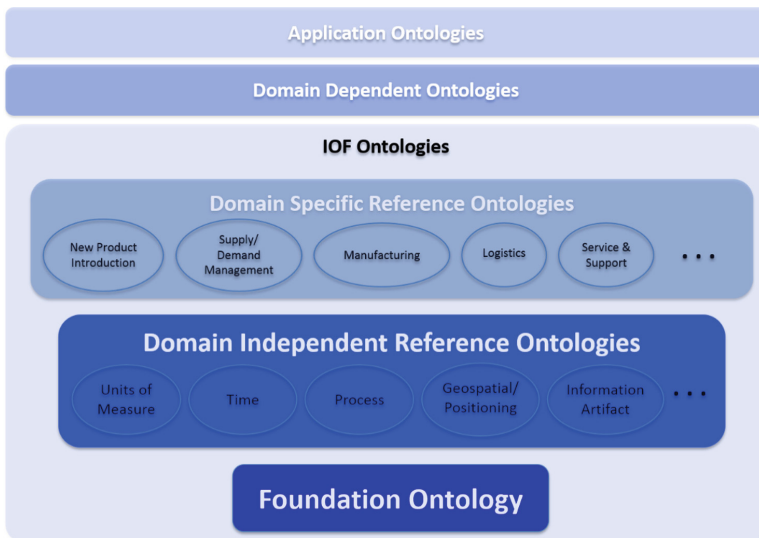 Application Ontologies
Domain Dependent Ontologies
IOF Ontologies
Domain Specific Reference Ontologies
New Product
Introduction
Supply/
Demand
Management
Manufacturing
Logistics
Service &
Support
...
Domain Independent Reference Ontologies
Units of
Measure
Time
Process
Geospatial/
Positioning
Information
Artifact
...
Foundation Ontology